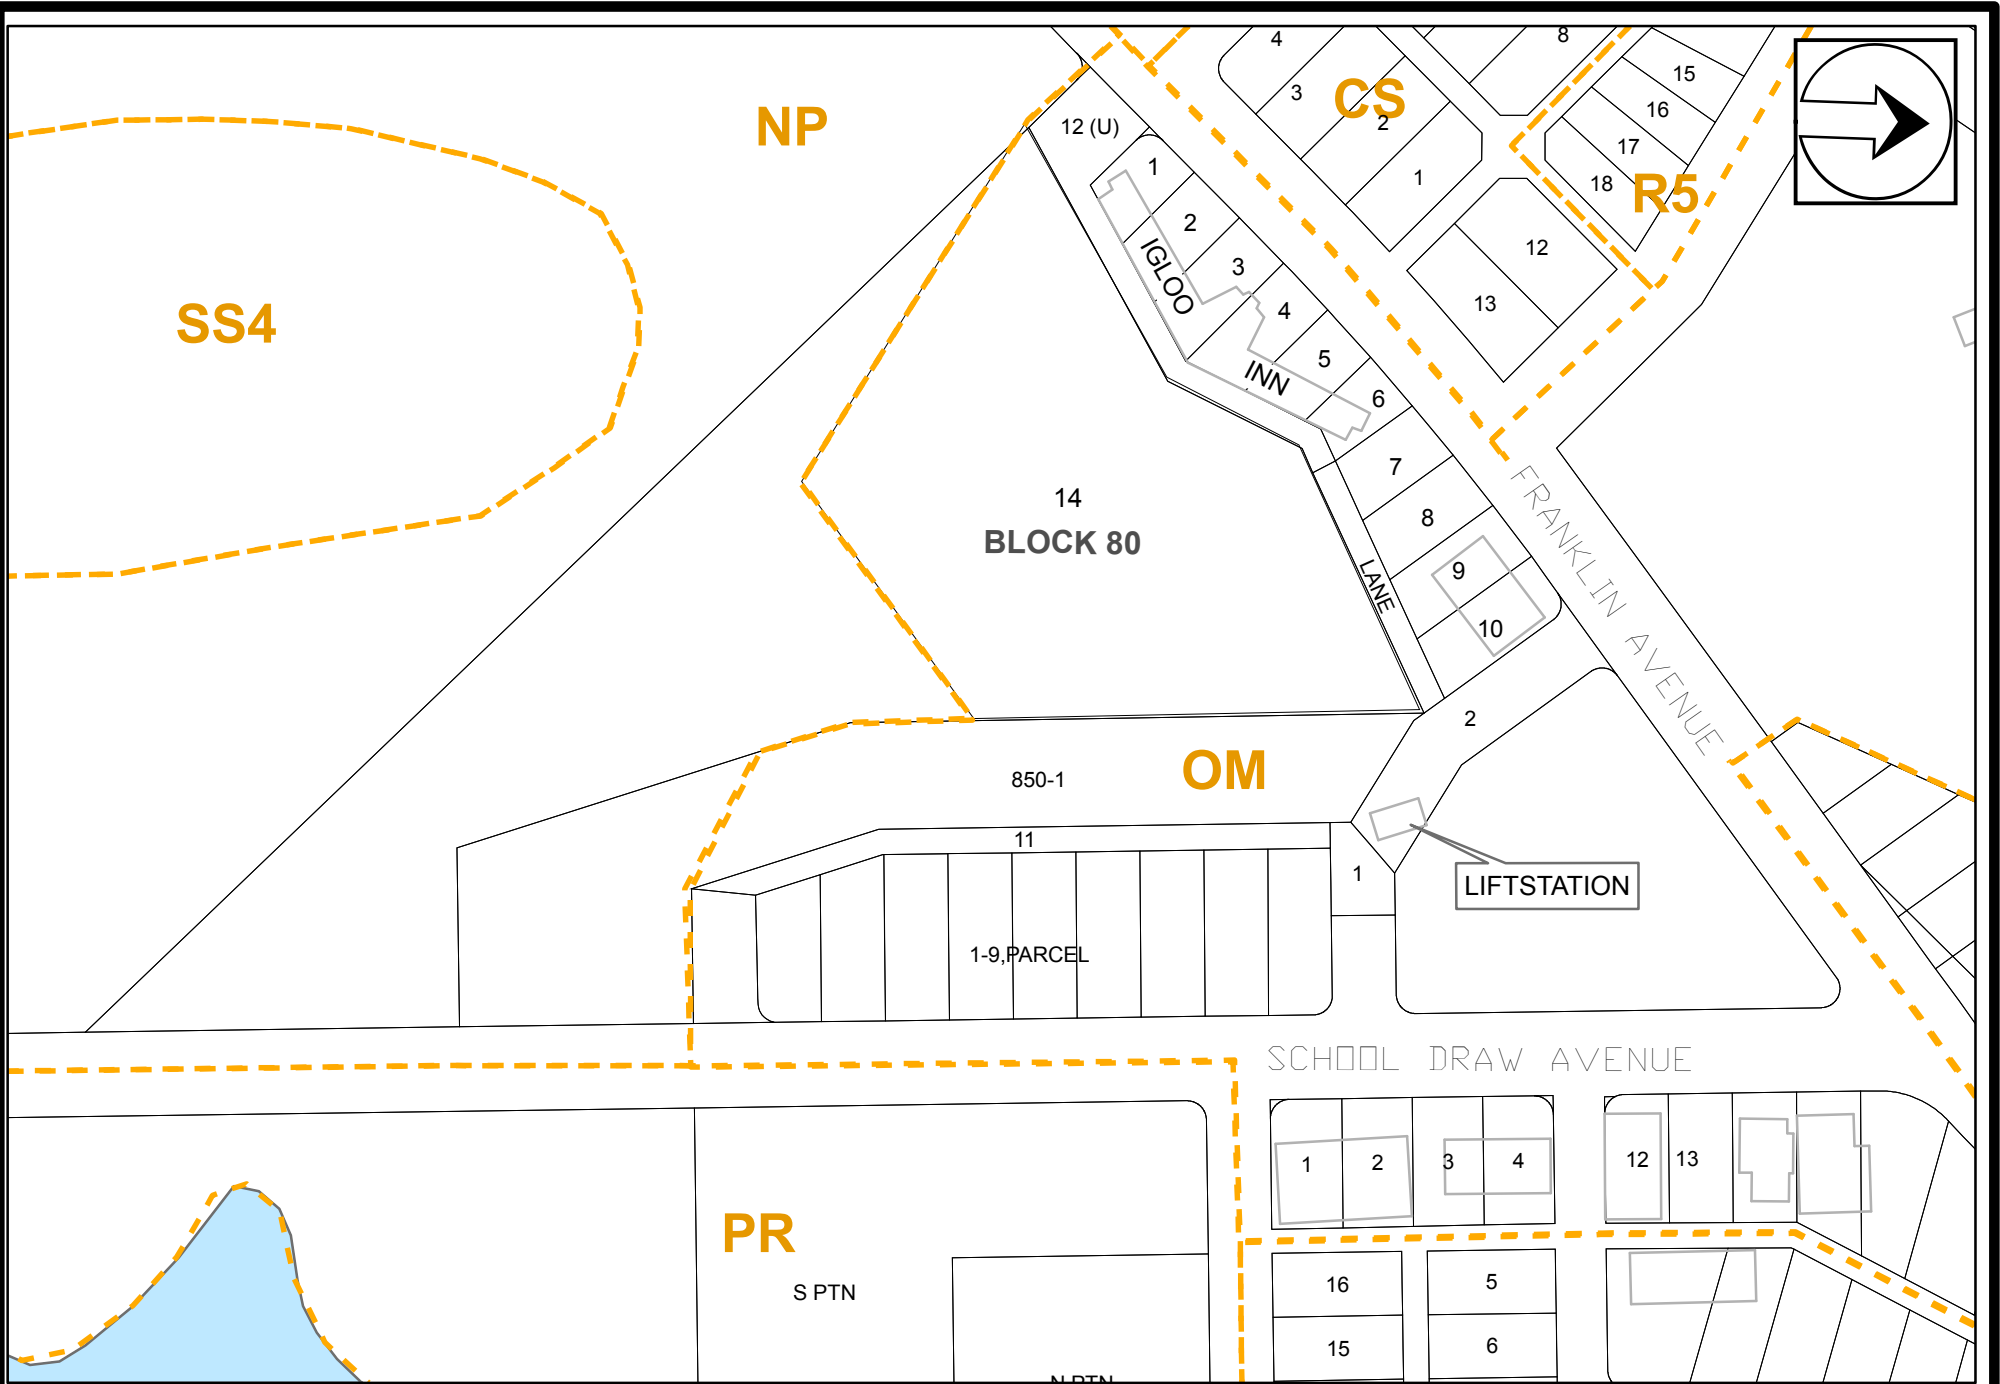 4
8
15
3
CS
NP
2
16
12 (U)
17
1
1
18
R5
2
12
IGLOO
3
13
SS4
4
5
INN
6
7
14
8
BLOCK 80
FRANKLIN AVENUE
LANE
9
10
2
OM
850-1
11
1
LIFTSTATION
1-9,PARCEL
SCHOOL DRAW AVENUE
1
2
3
4
12
13
PR
S PTN
16
5
15
6
N PTN